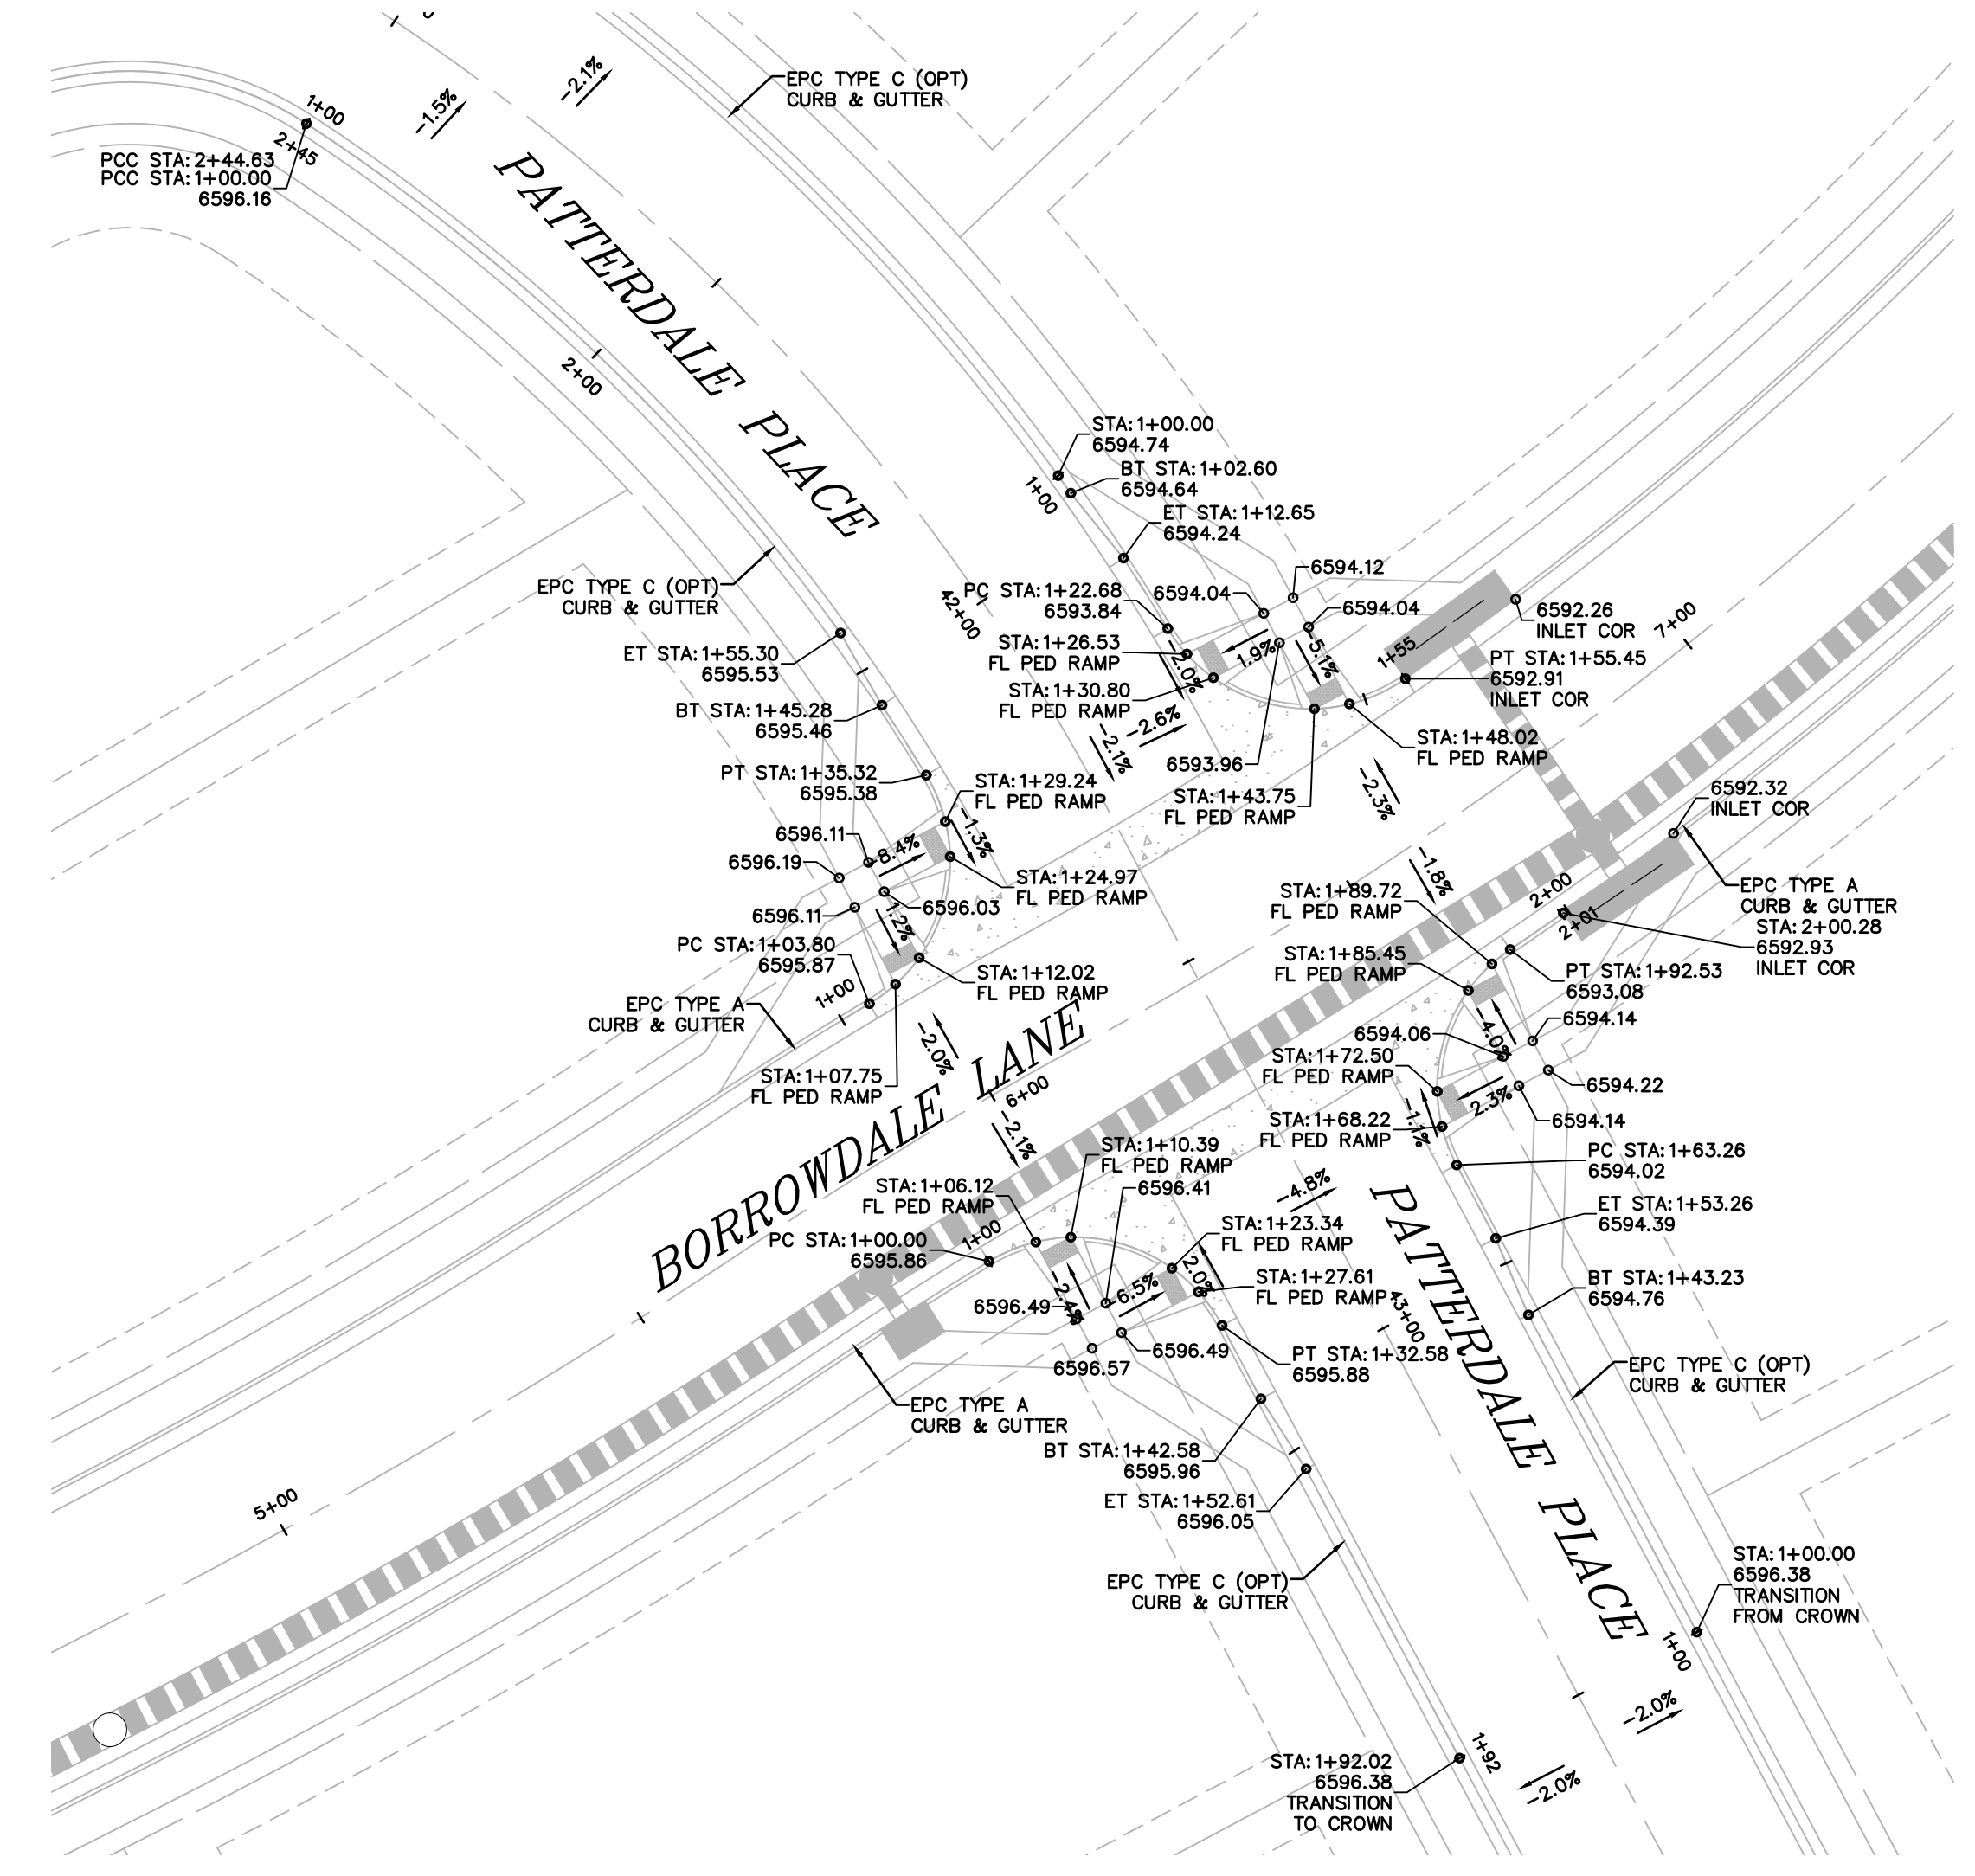 -1.5%
-2.1%
EPC TYPE C (OPT)
CURB & GUTTER
1+00
2+45
PCC STA:2+44.63
PCC STA:1+00.00
6596.16
PATTERDALE PLACE
2+00
STA:1+00.00
6594.74
BT STA:1+02.60
6594.64
1+00
ET STA:1+12.65
6594.24
EPC TYPE C (OPT)
CURB & GUTTER
42+00
PC STA:1+22.68
6593.84
6594.04
6594.12
6594.04
6592.26
INLET COR
7+00
STA:1+26.53
FL PED RAMP
-2.0%
1.9%
-5.1%
1+55
PT STA:1+55.45
6592.91
INLET COR
STA:1+30.80
FL PED RAMP
ET STA:1+55.30
6595.53
BT STA:1+45.28
6595.46
-2.6%
-2.1%
6593.96
STA:1+48.02
FL PED RAMP
STA:1+43.75
FL PED RAMP
-2.3%
PT STA:1+35.32
6595.38
STA:1+29.24
FL PED RAMP
6592.32
INLET COR
6596.11
-8.4%
-1.3%
6596.19
STA:1+24.97
FL PED RAMP
-1.8%
6596.11
1.2%
6596.03
STA:1+89.72
FL PED RAMP
2+00
2+01
EPC TYPE A
CURB & GUTTER
STA:2+00.28
6592.93
INLET COR
PC STA:1+03.80
6595.87
STA:1+12.02
FL PED RAMP
STA:1+85.45
FL PED RAMP
PT STA:1+92.53
6593.08
1+00
EPC TYPE A
CURB & GUTTER
-2.0%
6594.06
-4.0%
6594.14
STA:1+07.75
FL PED RAMP
BORROWDALE LANE
6+00
STA:1+72.50
FL PED RAMP
2.3%
6594.22
-2.1%
STA:1+68.22
FL PED RAMP
-1.1%
6594.14
STA:1+10.39
FL PED RAMP
PC STA:1+63.26
6594.02
STA:1+06.12
FL PED RAMP
6596.41
-4.8%
ET STA:1+53.26
6594.39
PC STA:1+00.00
6595.86
1+00
STA:1+23.34
FL PED RAMP
2.0%
STA:1+27.61
FL PED RAMP
BT STA:1+43.23
6594.76
6596.49
-2.4%
-6.5%
43+00
PATTERDALE PLACE
6596.49
6596.57
PT STA:1+32.58
6595.88
EPC TYPE C (OPT)
CURB & GUTTER
EPC TYPE A
CURB & GUTTER
BT STA:1+42.58
6595.96
ET STA:1+52.61
6596.05
5+00
EPC TYPE C (OPT)
CURB & GUTTER
STA:1+00.00
6596.38
TRANSITION
FROM CROWN
1+00
-2.0%
STA:1+92.02
6596.38
TRANSITION
TO CROWN
1+92
-2.0%